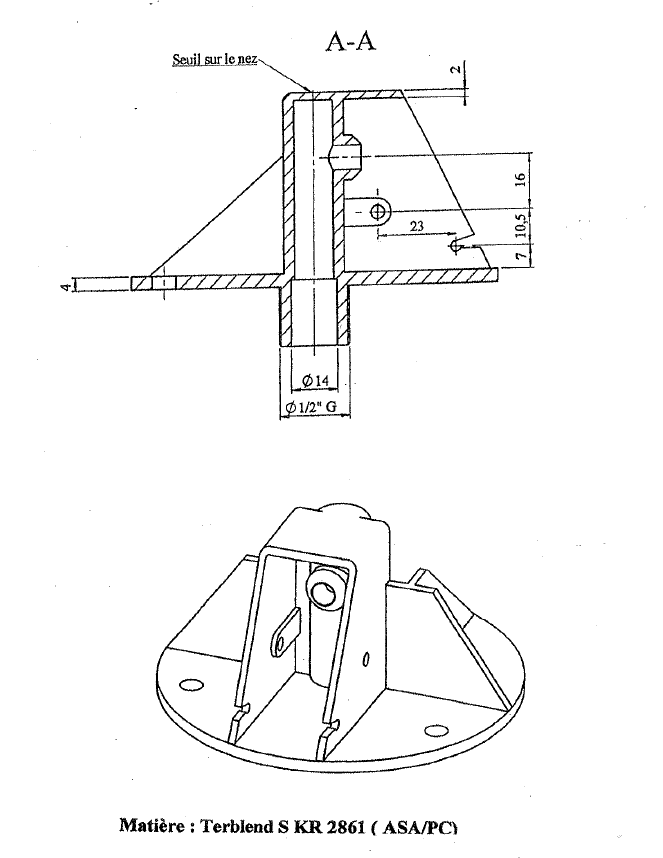 A-A
Seuil sur le nez
2
16
23
10,5
7
4
Ø14
Ø1/2" G
Matière : Terblend S KR 2861 ( ASA/PC)